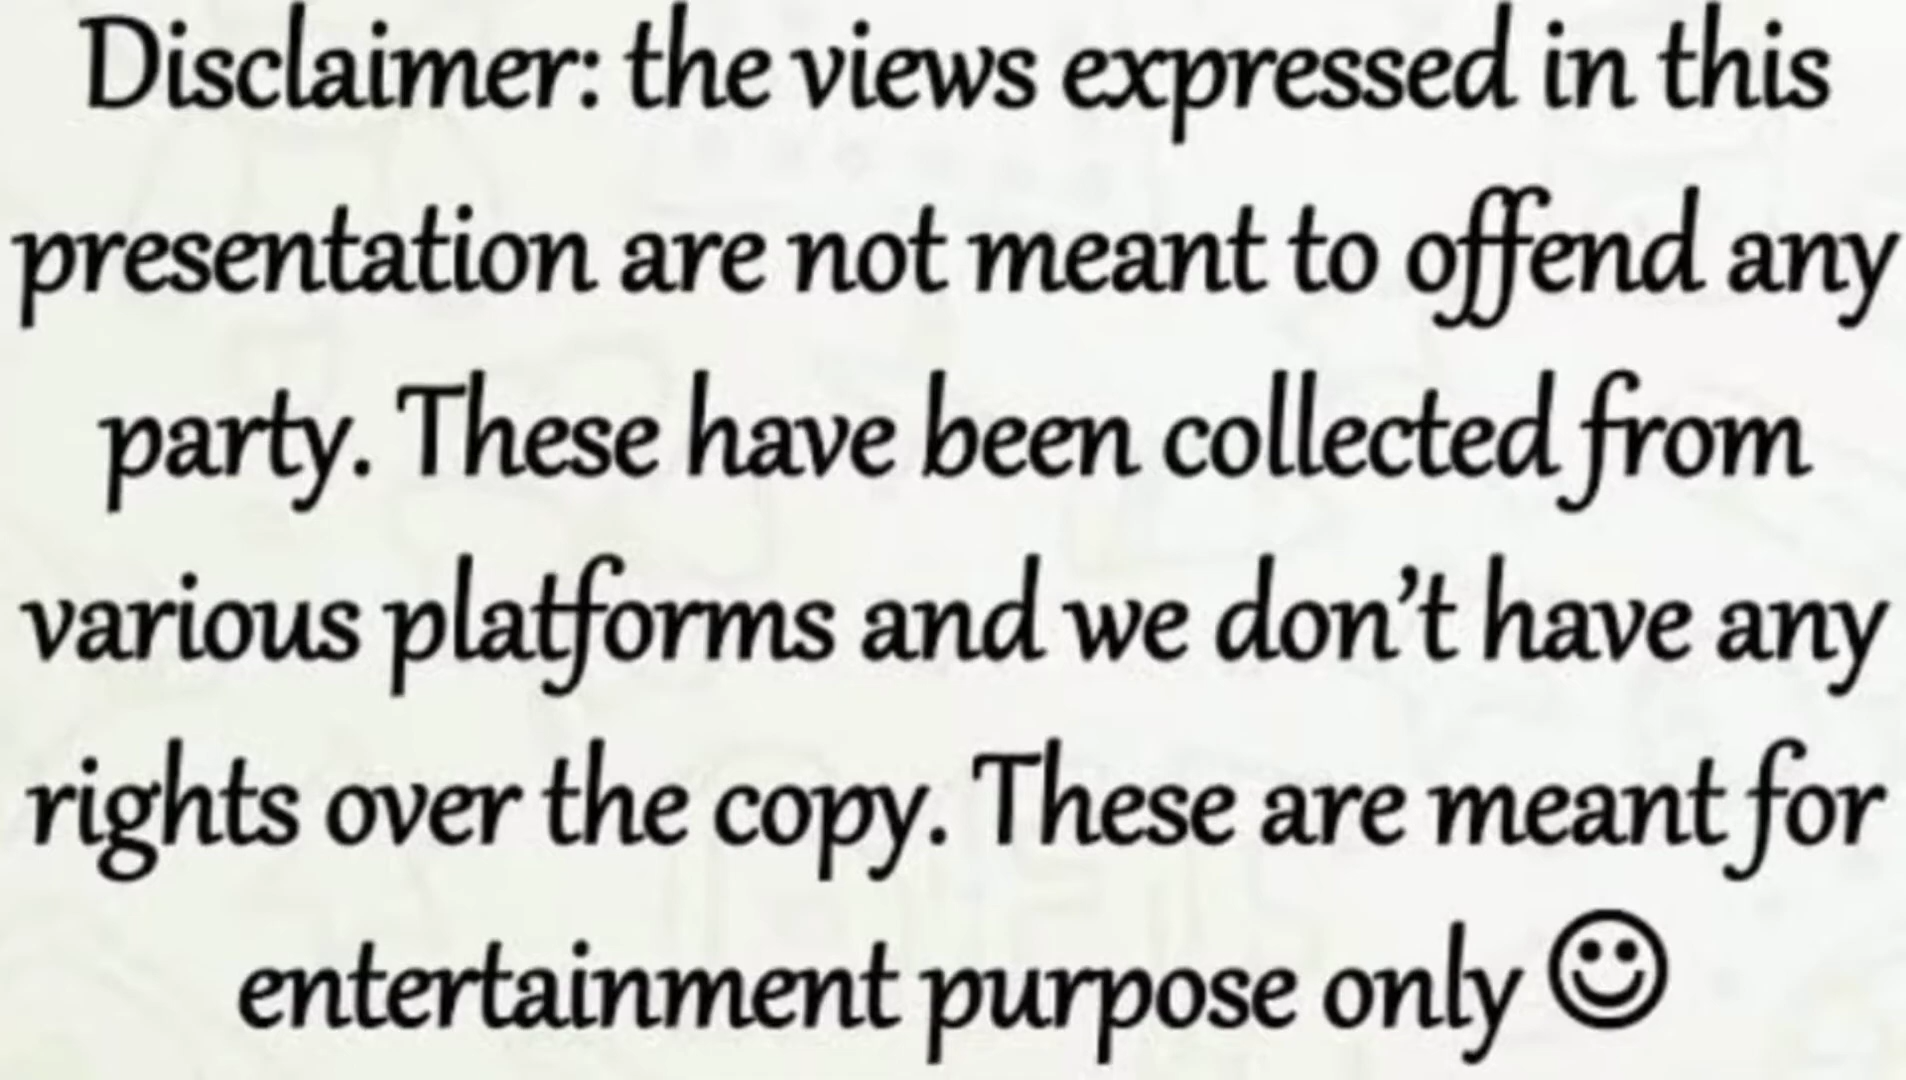 Disclaimer: the views expressed in this
presentation are not meant to offend any
party. These have been collected from
various platforms and we don't have any
rights over the copy. These are meant for
entertainment purpose only ☺